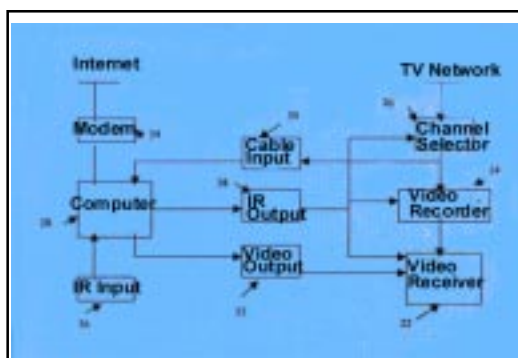 Internet
TV Network
Modem
Channel
Selector
Cable
Input
Computer
IR
Output
Video
Recorder
Video
Output
Video
Receiver
IR Input
22